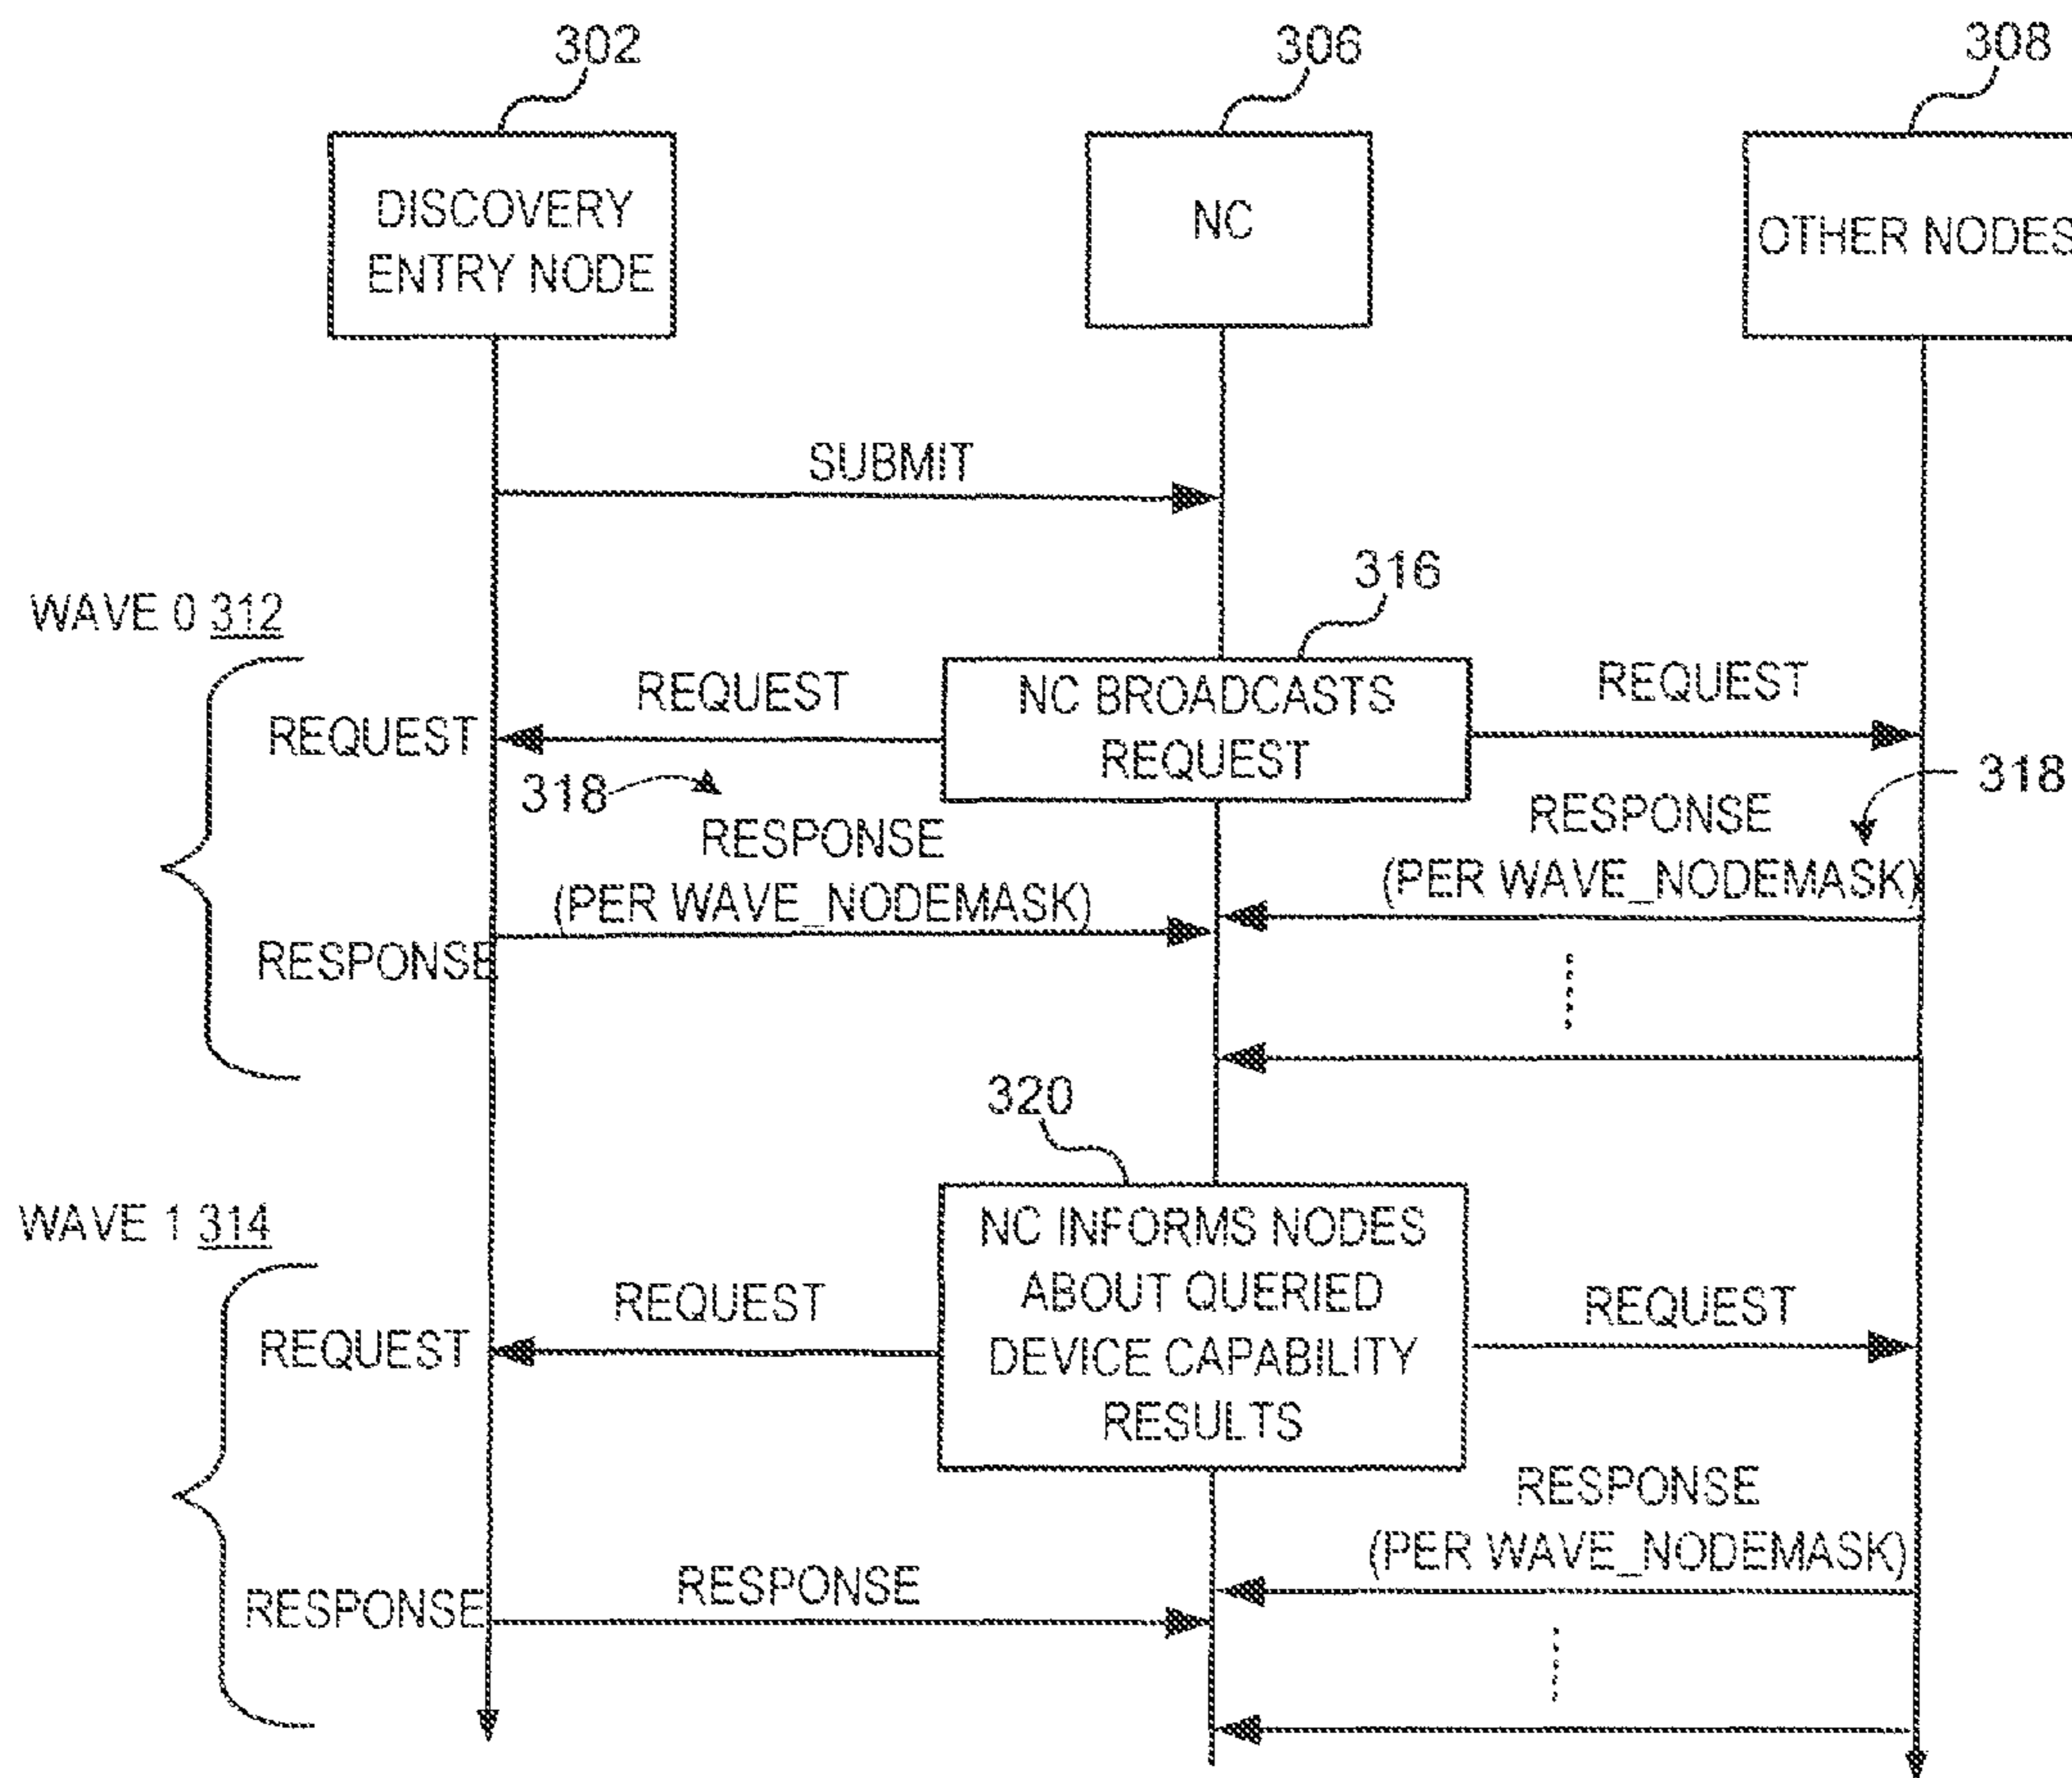 302
306
308
DISCOVERY
ENTRY NODE
NC
OTHER NODES
SUBMIT
316
WAVE 0 312
REQUEST
REQUEST
NC BROADCASTS
REQUEST
REQUEST
318
318
RESPONSE
(PER WAVE_NODEMASK)
RESPONSE
(PER WAVE_NODEMASK)
RESPONSE
320
WAVE 1 314
REQUEST
REQUEST
NC INFORMS NODES
ABOUT QUERIED
DEVICE CAPABILITY
RESULTS
REQUEST
RESPONSE
(PER WAVE_NODEMASK)
RESPONSE
RESPONSE